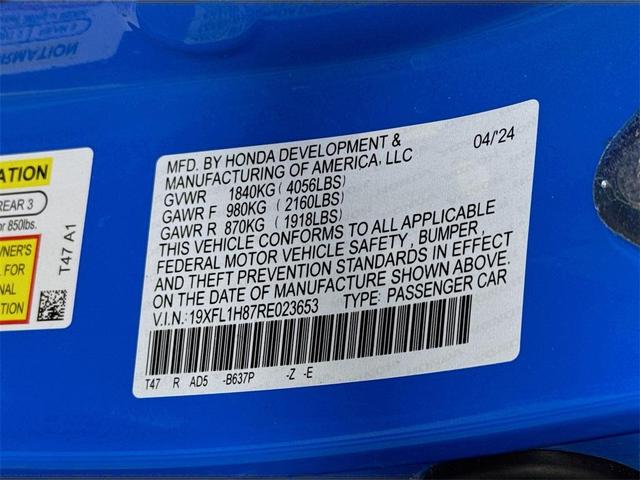 MFD. BY HONDA DEVELOPMENT &
MANUFACTURING OF AMERICA, LLC
04/'24
GVWR 1840KG (4056LBS)
GAWR F 980KG (2160LBS)
GAWR R 870KG (1918LBS)
THIS VEHICLE CONFORMS TO ALL APPLICABLE
FEDERAL MOTOR VEHICLE SAFETY, BUMPER,
AND THEFT PREVENTION STANDARDS IN EFFECT
ON THE DATE OF MANUFACTURE SHOWN ABOVE.
V.I.N.: 19XFL1H87RE023653 TYPE: PASSENGER CAR
T47 R AD5 -B637P -Z -E
ATION
REAR 3
r 850lbs.
WNER'S
L FOR
NAL
TION
T47 A1